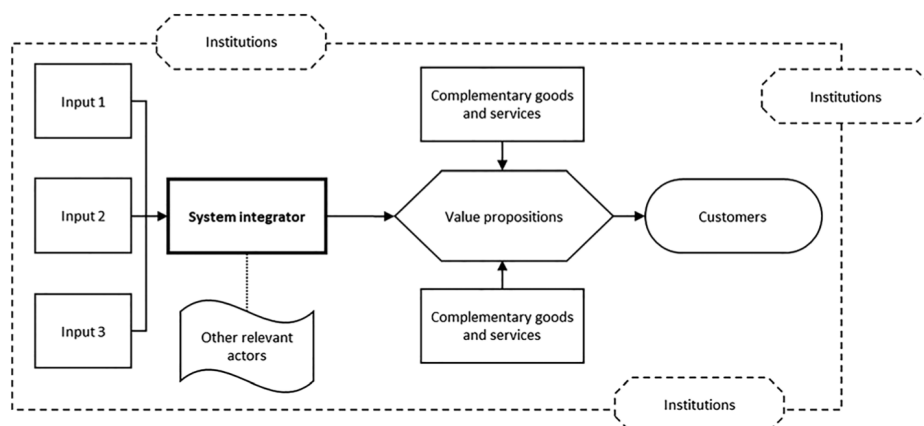 Institutions
Institutions
Input 1
Complementary goods
and services
Input 2
System integrator
Value propositions
Customers
Input 3
Other relevant
actors
Complementary goods
and services
Institutions